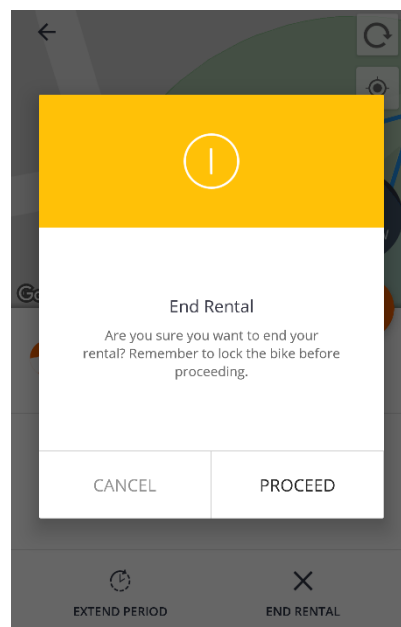 End Rental
Are you sure you want to end your
rental? Remember to lock the bike before
proceeding.
CANCEL
PROCEED
EXTEND PERIOD
END RENTAL